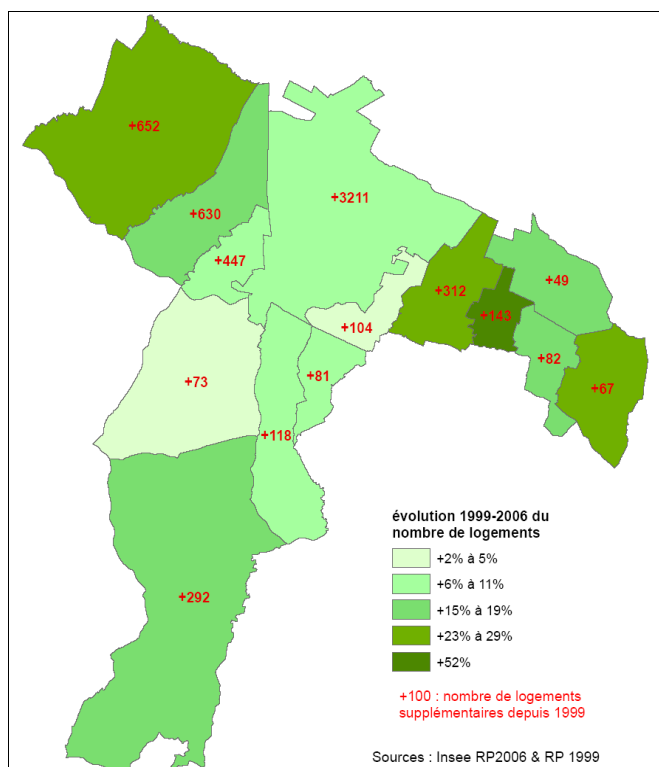 +652
+3211
+630
+447
+49
+312
+143
+104
+82
+73
+81
+67
+118
+292
évolution 1999-2006 du
nombre de logements
+2% à 5%
+6% à 11%
+15% à 19%
+23% à 29%
+52%
+100 : nombre de logements
supplémentaires depuis 1999
Sources : Insee RP2006 & RP 1999